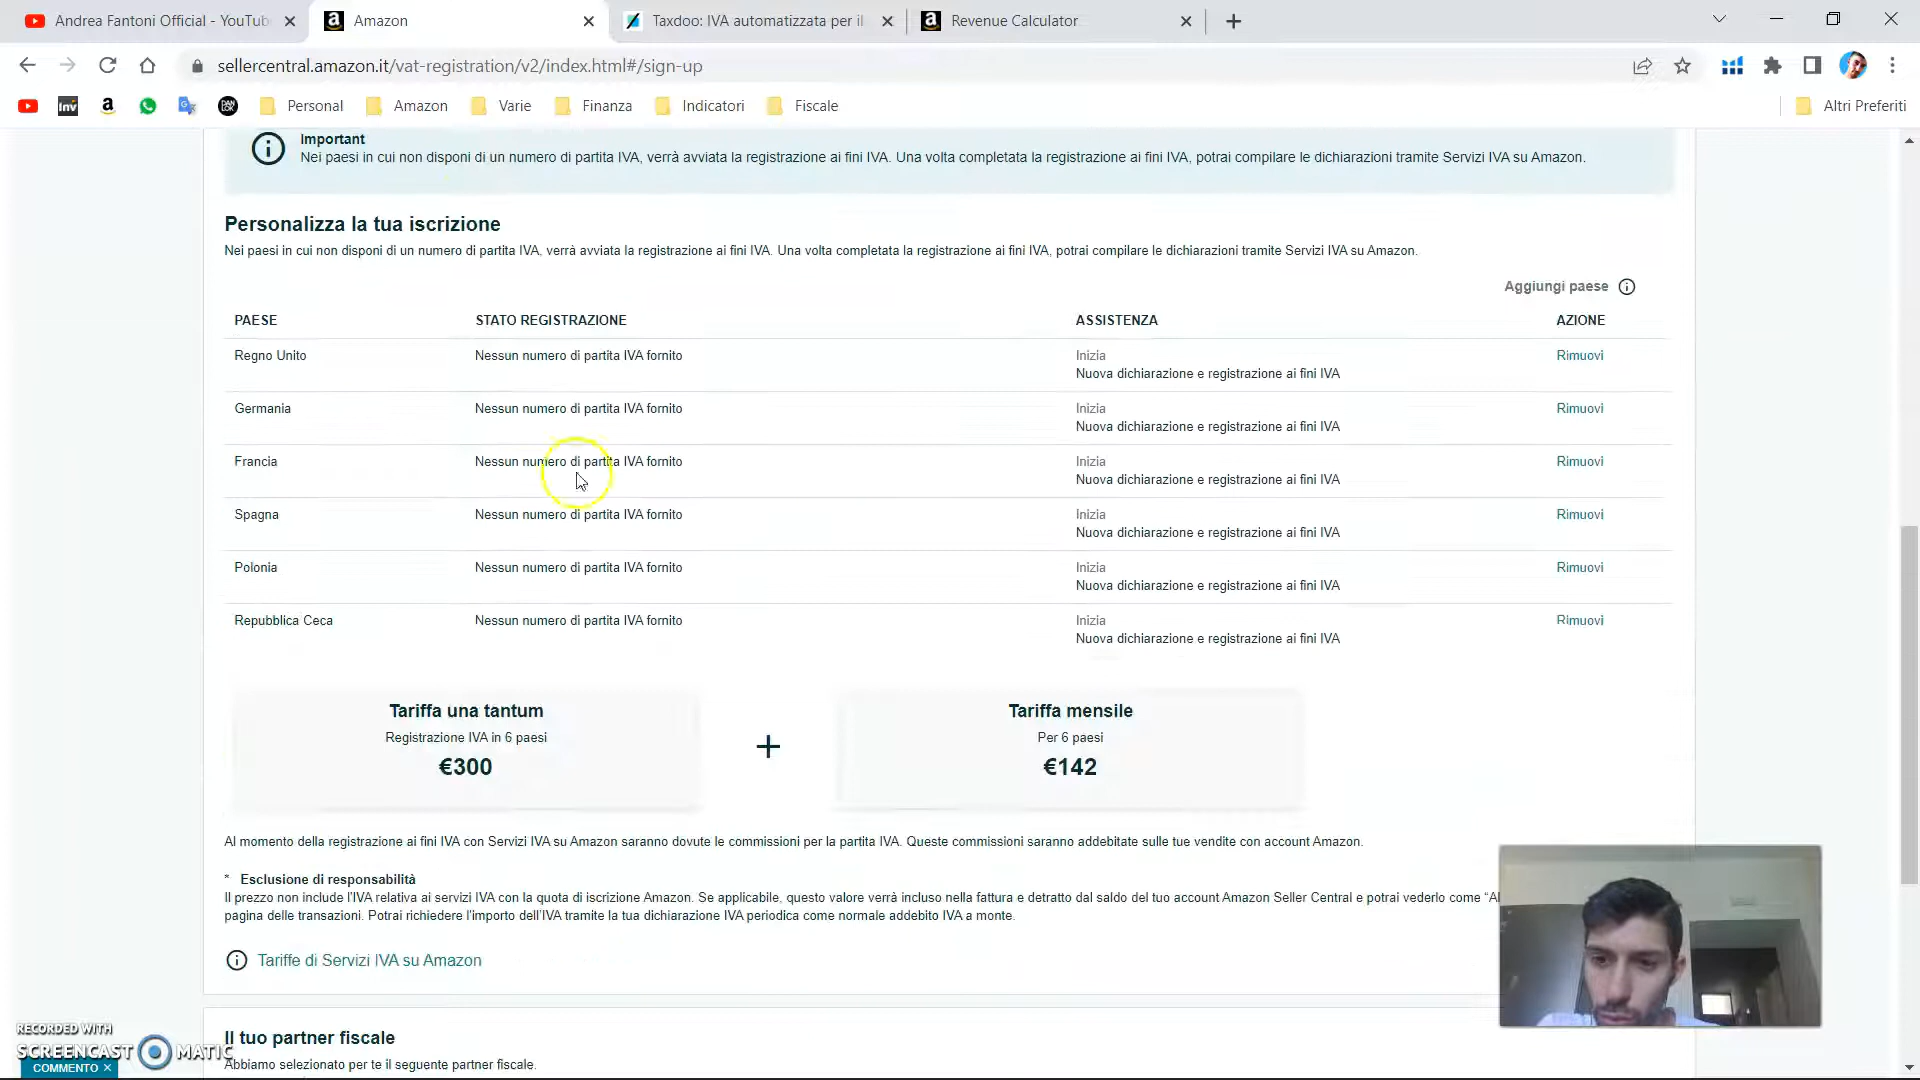 Andrea Fantoni Official - YouTub
Amazon
Taxdoo: IVA automatizzata per il
Revenue Calculator
sellercentral.amazon.it/vat-registration/v2/index.html#/sign-up
Inv
DAN LOK
Personal
Amazon
Varie
Finanza
Indicatori
Fiscale
Altri Preferiti
Important
Nei paesi in cui non disponi di un numero di partita IVA, verrà avviata la registrazione ai fini IVA. Una volta completata la registrazione ai fini IVA, potrai compilare le dichiarazioni tramite Servizi IVA su Amazon.
Personalizza la tua iscrizione
Nei paesi in cui non disponi di un numero di partita IVA, verrà avviata la registrazione ai fini IVA. Una volta completata la registrazione ai fini IVA, potrai compilare le dichiarazioni tramite Servizi IVA su Amazon.
Aggiungi paese
PAESE STATO REGISTRAZIONE ASSISTENZA AZIONE
Regno Unito Nessun numero di partita IVA fornito Inizia Rimuovi
Nuova dichiarazione e registrazione ai fini IVA
Germania Nessun numero di partita IVA fornito Inizia Rimuovi
Nuova dichiarazione e registrazione ai fini IVA
Francia Nessun numero di partita IVA fornito Inizia Rimuovi
Nuova dichiarazione e registrazione ai fini IVA
Spagna Nessun numero di partita IVA fornito Inizia Rimuovi
Nuova dichiarazione e registrazione ai fini IVA
Polonia Nessun numero di partita IVA fornito Inizia Rimuovi
Nuova dichiarazione e registrazione ai fini IVA
Repubblica Ceca Nessun numero di partita IVA fornito Inizia Rimuovi
Nuova dichiarazione e registrazione ai fini IVA
Tariffa una tantum
Registrazione IVA in 6 paesi
€300
+
Tariffa mensile
Per 6 paesi
€142
Al momento della registrazione ai fini IVA con Servizi IVA su Amazon saranno dovute le commissioni per la partita IVA. Queste commissioni saranno addebitate sulle tue vendite con account Amazon.
* Esclusione di responsabilità
Il prezzo non include l'IVA relativa ai servizi IVA con la quota di iscrizione Amazon. Se applicabile, questo valore verrà incluso nella fattura e detratto dal saldo del tuo account Amazon Seller Central e potrai vederlo come “Al
pagina delle transazioni. Potrai richiedere l'importo dell'IVA tramite la tua dichiarazione IVA periodica come normale addebito IVA a monte.
Tariffe di Servizi IVA su Amazon
Il tuo partner fiscale
Abbiamo selezionato per te il seguente partner fiscale.
RECORDED WITH
SCREENCAST MATIC
COMMENTO ×